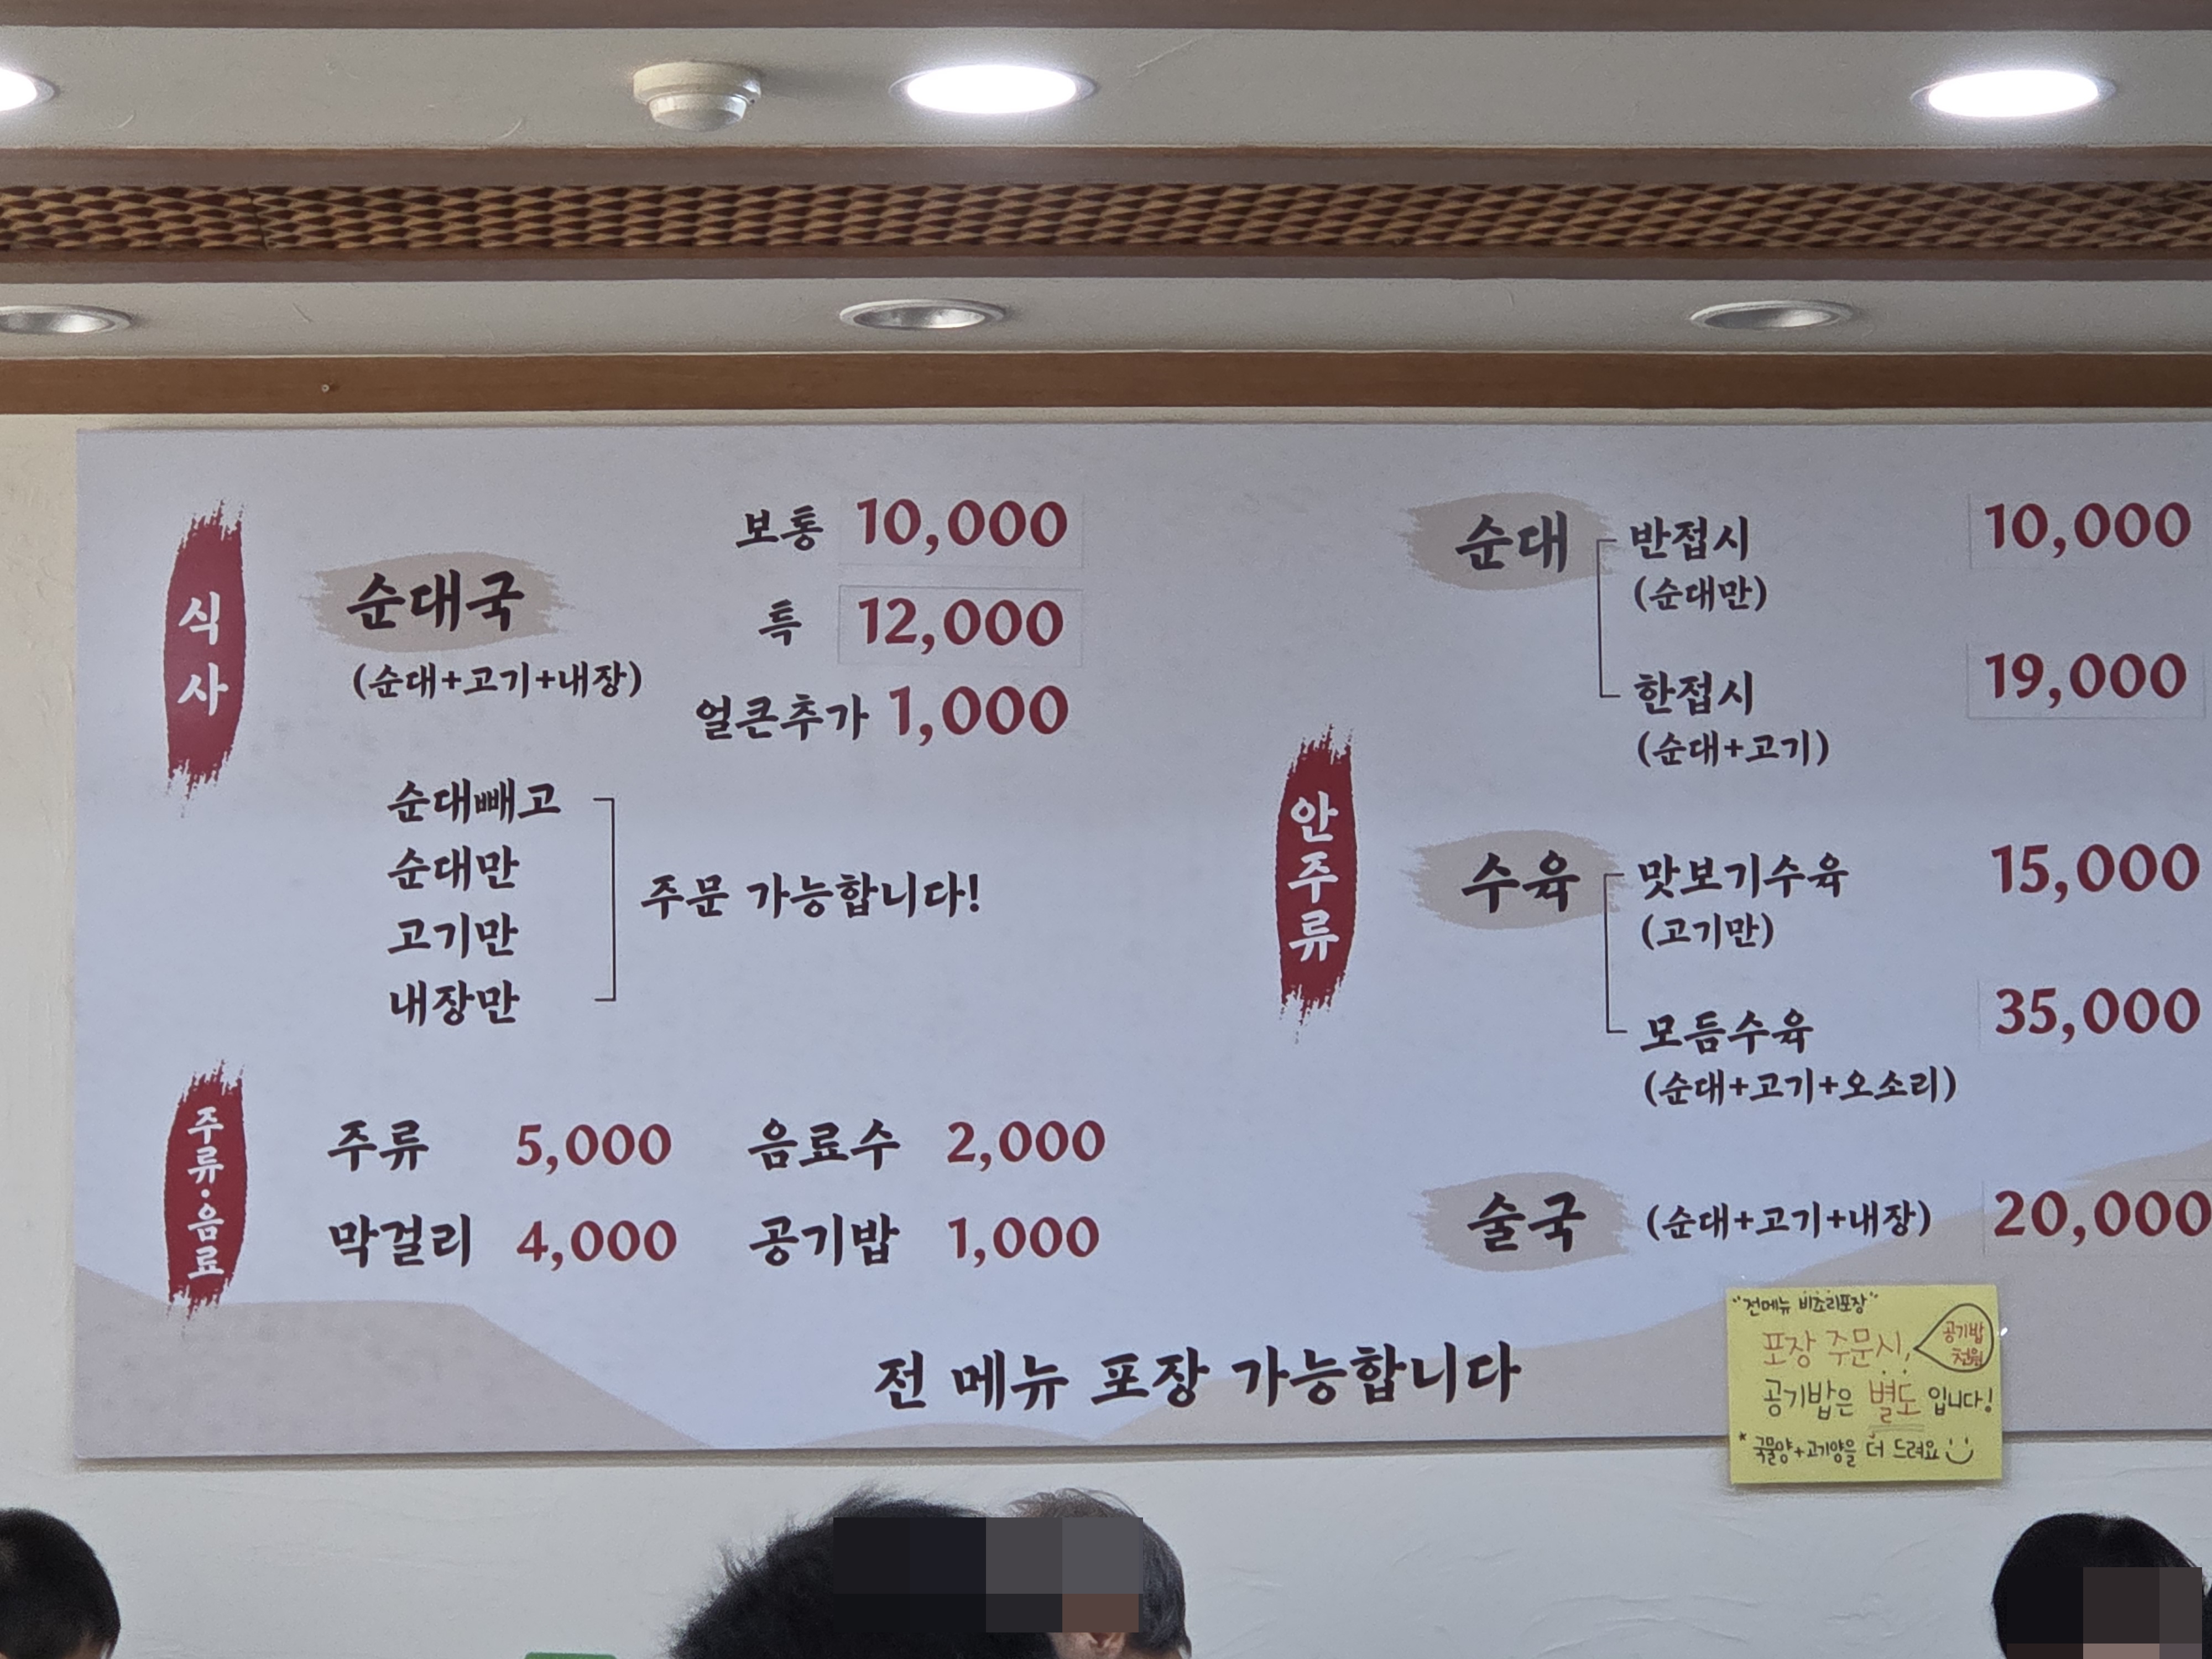 식사
순대국
(순대+고기+내장)
보통 10,000
특 12,000
얼큰추가 1,000
순대빼고
순대만
고기만
내장만
주문 가능합니다!
주류·음료
주류 5,000 음료수 2,000
막걸리 4,000 공기밥 1,000
안주류
순대 반접시 10,000
(순대만)
한접시 19,000
(순대+고기)
수육 맛보기수육 15,000
(고기만)
모듬수육 35,000
(순대+고기+오소리)
술국 (순대+고기+내장) 20,000
전 메뉴 포장 가능합니다
"전메뉴 비죠리포장"
포장 주문시,
공기밥
천원
공기밥은 별도 입니다!
* 국물양+고기양을 더 드려요